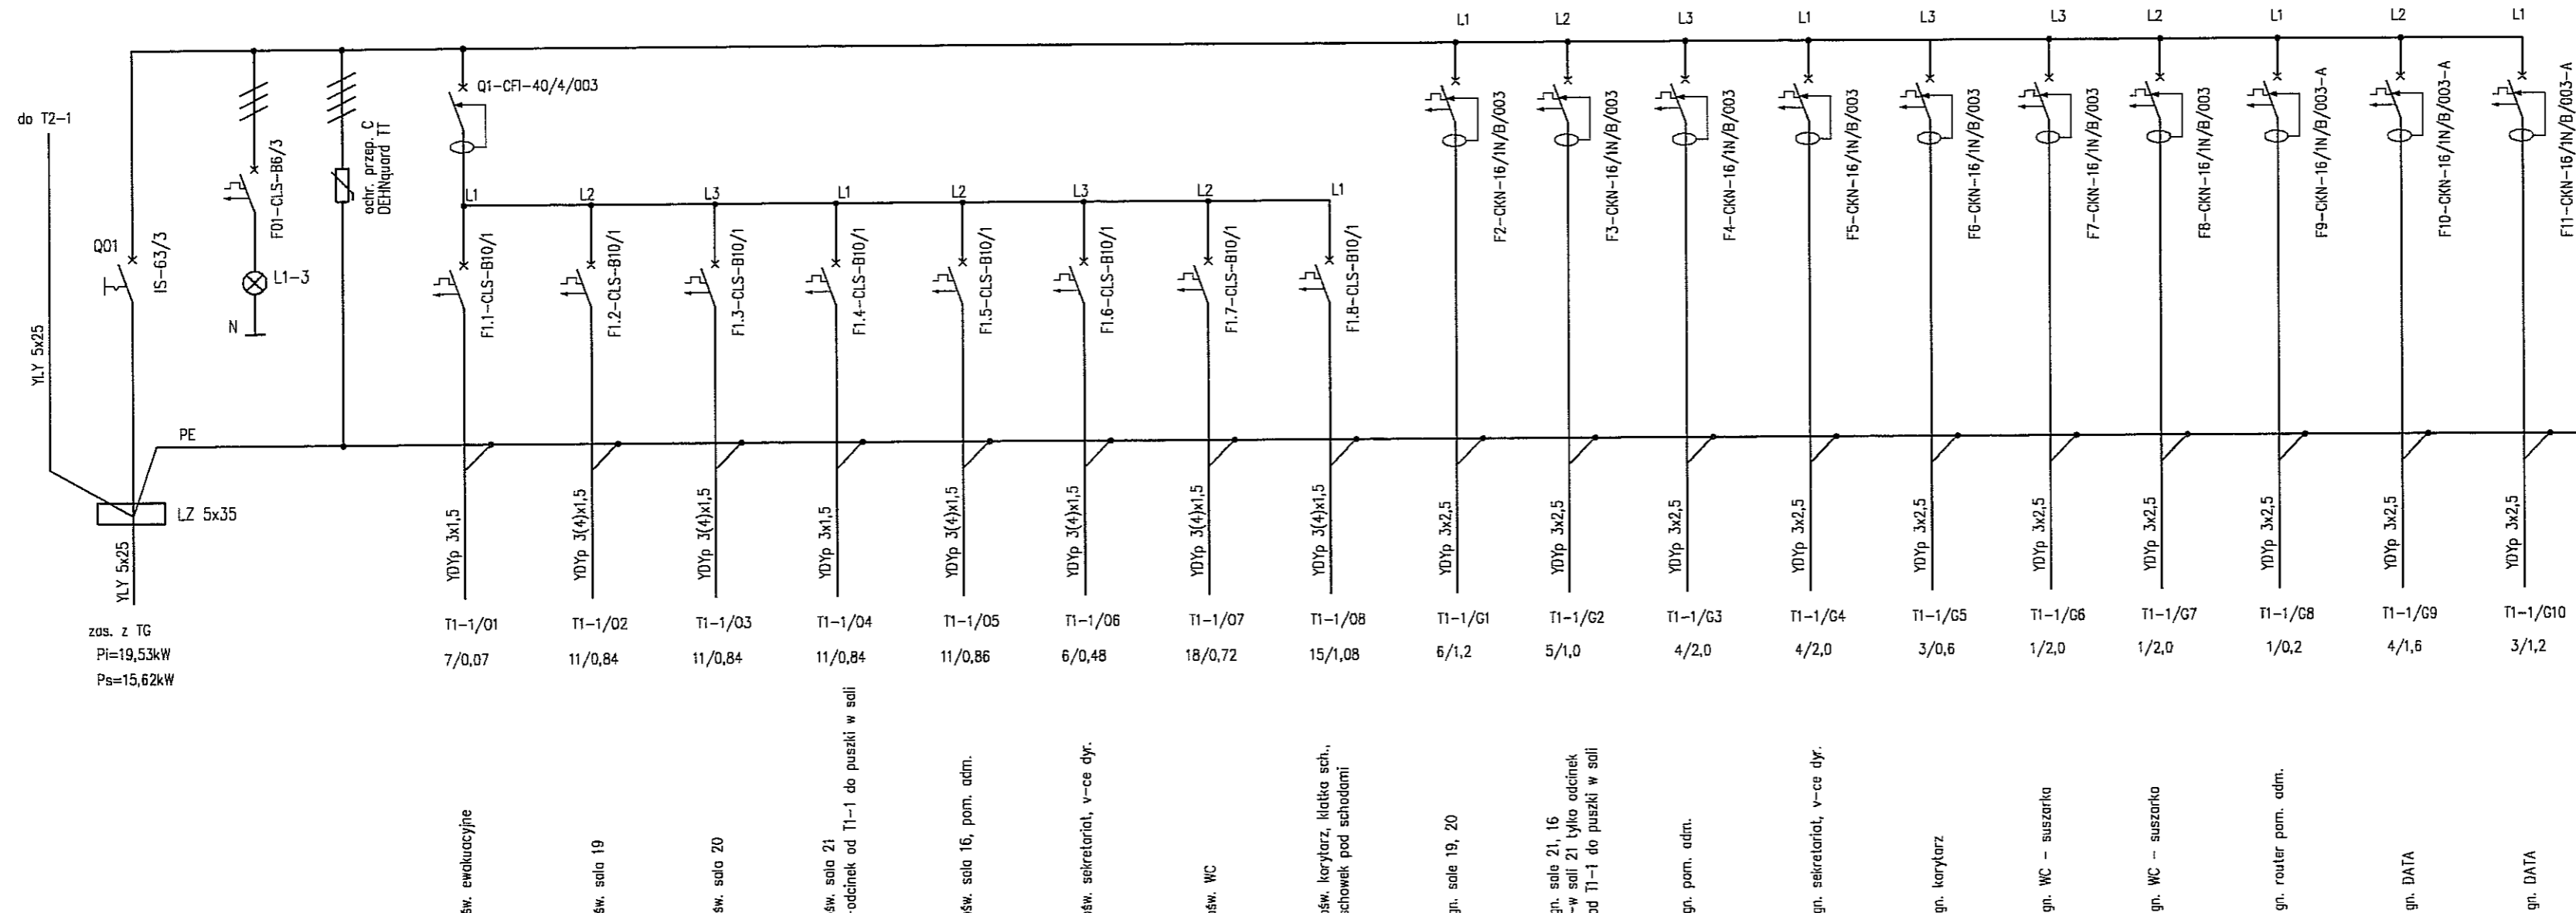 L1
L2
L3
L1
L3
L3
L2
L1
L2
L1
do T2-1
YLY 5x25
Q01
IS-63/3
F01-CLS-B6/3
L1-3
N
ochr. przep. C
DEHNquard TT
Q1-CFI-40/4/003
L1
L2
L3
L1
L2
L3
L2
L1
F1.1-CLS-B10/1
F1.2-CLS-B10/1
F1.3-CLS-B10/1
F1.4-CLS-B10/1
F1.5-CLS-B10/1
F1.6-CLS-B10/1
F1.7-CLS-B10/1
F1.8-CLS-B10/1
F2-CKN-16/1N/B/003
F3-CKN-16/1N/B/003
F4-CKN-16/1N/B/003
F5-CKN-16/1N/B/003
F6-CKN-16/1N/B/003
F7-CKN-16/1N/B/003
F8-CKN-16/1N/B/003
F9-CKN-16/1N/B/003-A
F10-CKN-16/1N/B/003-A
F11-CKN-16/1N/B/003-A
PE
LZ 5x35
YLY 5x25
YDYp 3x1,5
YDYp 3(4)x1,5
YDYp 3(4)x1,5
YDYp 3x1,5
YDYp 3(4)x1,5
YDYp 3(4)x1,5
YDYp 3(4)x1,5
YDYp 3(4)x1,5
YDYp 3x2,5
YDYp 3x2,5
YDYp 3x2,5
YDYp 3x2,5
YDYp 3x2,5
YDYp 3x2,5
YDYp 3x2,5
YDYp 3x2,5
YDYp 3x2,5
YDYp 3x2,5
zas. z TG
Pi=19,53kW
Ps=15,62kW
T1-1/O1
T1-1/O2
T1-1/O3
T1-1/O4
T1-1/O5
T1-1/O6
T1-1/O7
T1-1/O8
T1-1/G1
T1-1/G2
T1-1/G3
T1-1/G4
T1-1/G5
T1-1/G6
T1-1/G7
T1-1/G8
T1-1/G9
T1-1/G10
7/0,07
11/0,84
11/0,84
11/0,84
11/0,86
6/0,48
18/0,72
15/1,08
6/1,2
5/1,0
4/2,0
4/2,0
3/0,6
1/2,0
1/2,0
1/0,2
4/1,6
3/1,2
ośw. ewakuacyjne
ośw. sala 19
ośw. sala 20
ośw. sala 21
-odcinek od T1-1 do puszki w sali
ośw. sala 16, pom. adm.
ośw. sekretariat, v-ce dyr.
ośw. WC
ośw. korytarz, klatka sch.,
schowek pod schodami
gn. sale 19, 20
gn. sale 21, 16
-w sali 21 tylko odcinek
od T1-1 do puszki w sali
gn. pom. adm.
gn. sekretariat, v-ce dyr.
gn. korytarz
gn. WC - suszarka
gn. WC - suszarka
gn. router pom. adm.
gn. DATA
gn. DATA